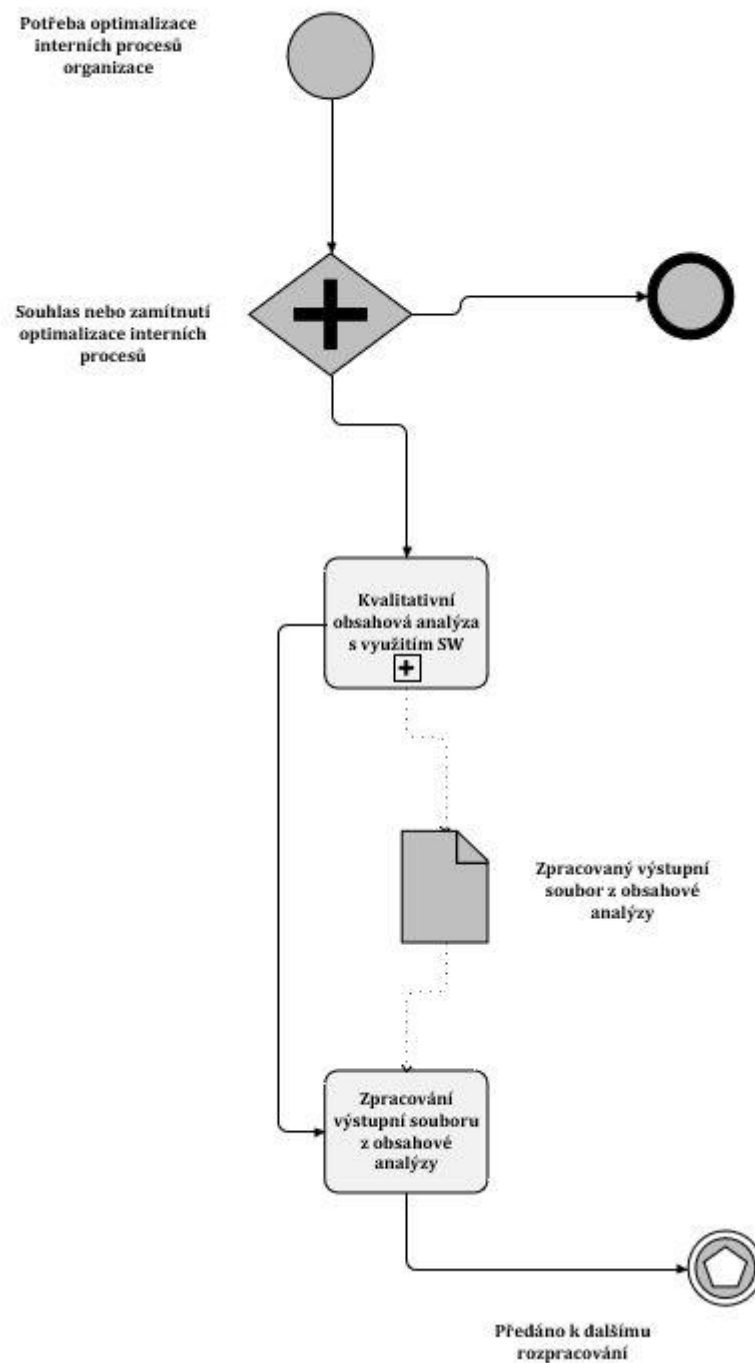 Potřeba optimalizace
interních procesů
organizace
Souhlas nebo zamítnutí
optimalizace interních
procesů
Kvalitativní
obsahová analýza
s využitím SW
Zpracovaný výstupní
soubor z obsahové
analýzy
Zpracování
výstupní souboru
z obsahové
analýzy
Předáno k dalšímu
rozpracování